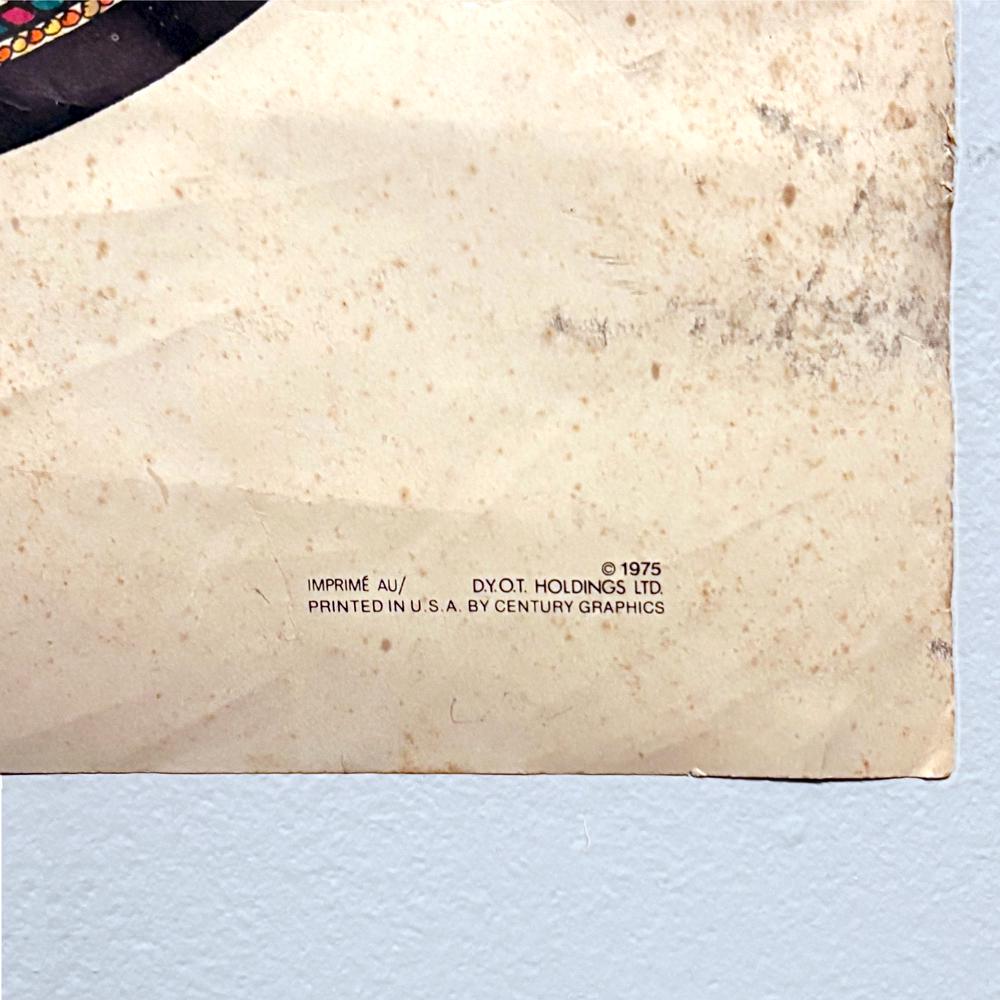 © 1975
IMPRIMÉ AU/ D.Y.O.T. HOLDINGS LTD.
PRINTED IN U.S.A. BY CENTURY GRAPHICS